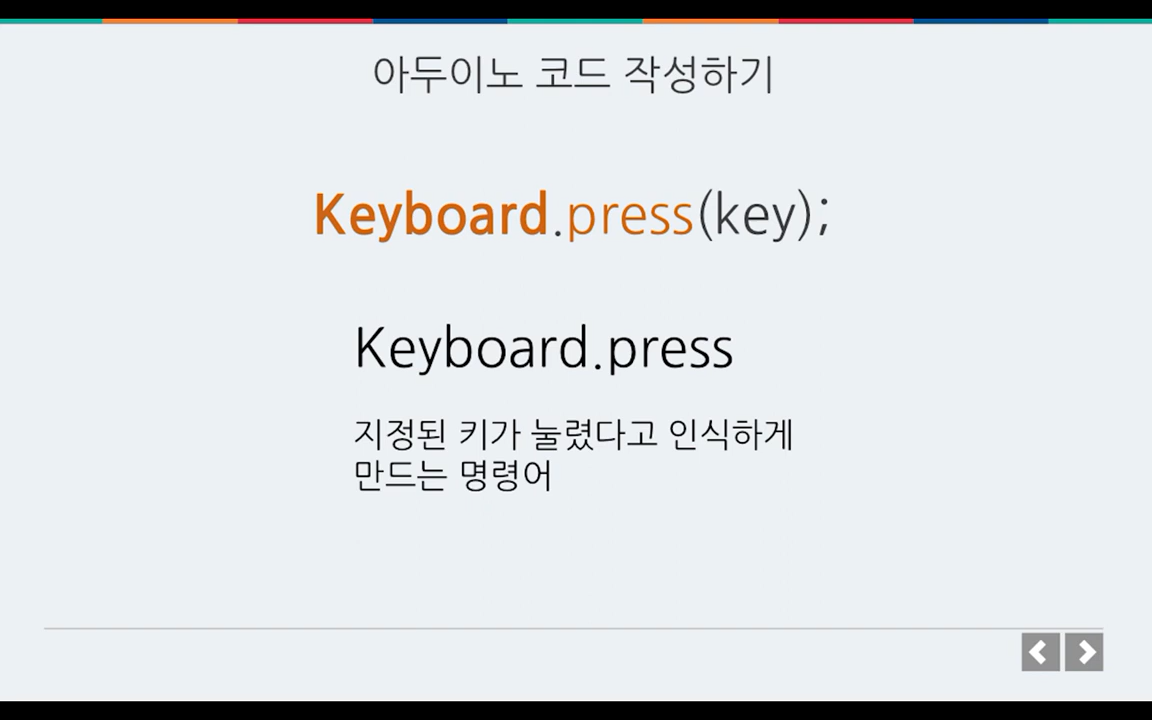 아두이노 코드 작성하기
Keyboard.press(key);
Keyboard.press
지정된 키가 눌렸다고 인식하게
만드는 명령어